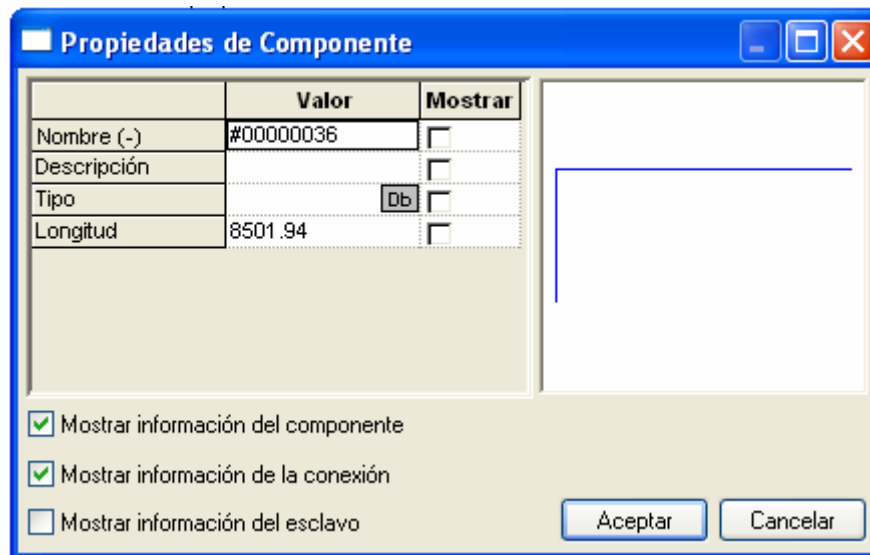 Propiedades de Componente
Valor Mostrar
Nombre (-) #00000036
Descripción
Tipo Db
Longitud 8501.94
Mostrar información del componente
Mostrar información de la conexión
Mostrar información del esclavo
Aceptar Cancelar